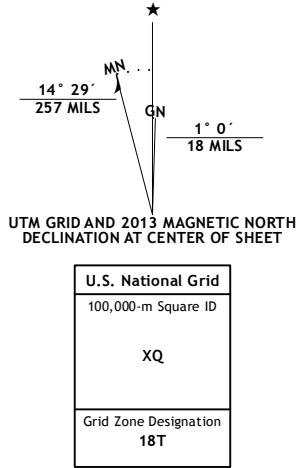 ★
MN
14° 29´
257 MILS
GN
1° 0´
18 MILS
UTM GRID AND 2013 MAGNETIC NORTH
DECLINATION AT CENTER OF SHEET
U.S. National Grid
100,000-m Square ID
XQ
Grid Zone Designation
18T